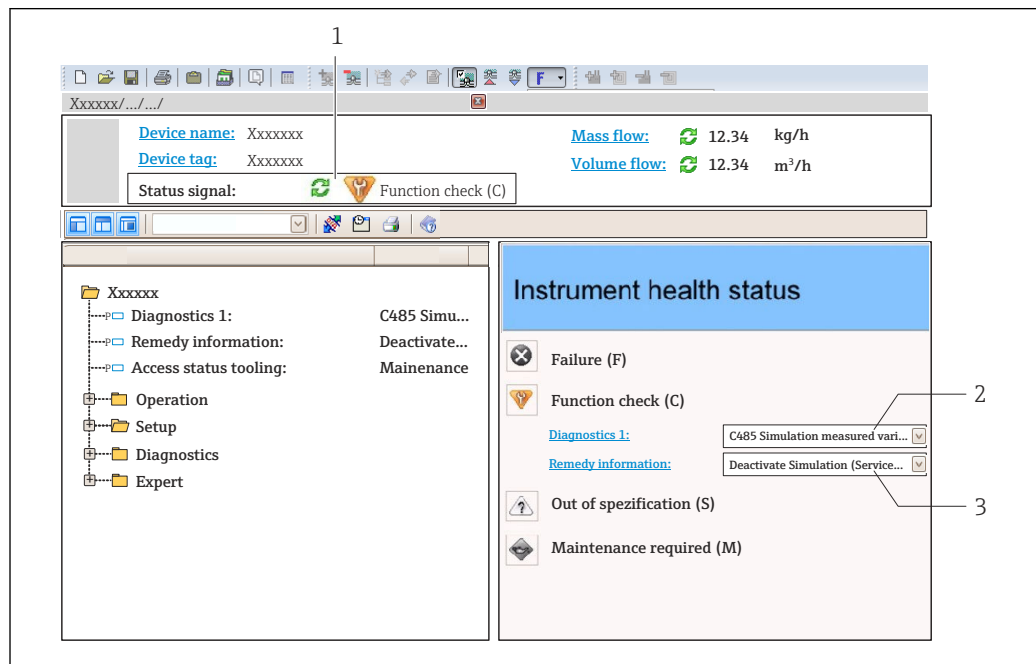 1
F
Xxxxxx/.../.../
Device name: Xxxxxxx
Mass flow: 12.34 kg/h
Device tag: Xxxxxxx
Volume flow: 12.34 m³/h
Status signal: Function check (C)
Xxxxxx
Diagnostics 1: C485 Simu...
Remedy information: Deactivate...
Access status tooling: Mainenance
Operation
Setup
Diagnostics
Expert
Instrument health status
Failure (F)
Function check (C)
Diagnostics 1: C485 Simulation measured vari...
2
Remedy information: Deactivate Simulation (Service...
Out of spezification (S)
3
Maintenance required (M)